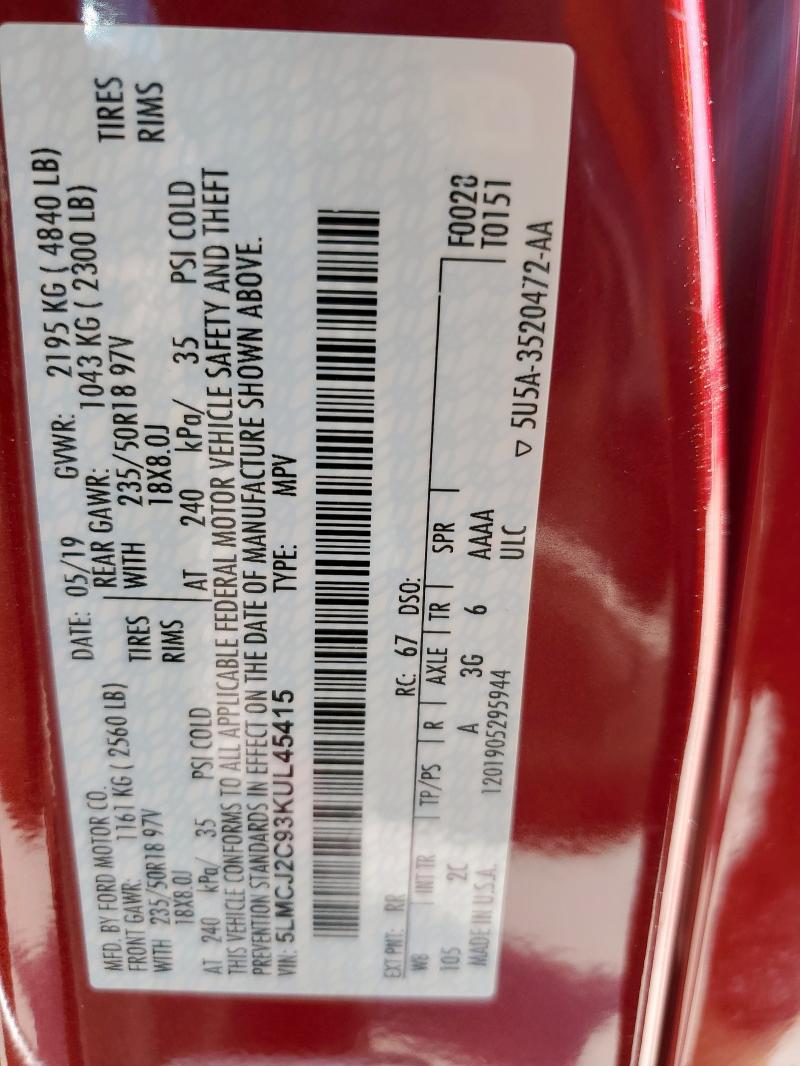 MFD. BY FORD MOTOR CO.
DATE: 05/19 GVWR: 2195 KG ( 4840 LB)
FRONT GAWR: 1161 KG ( 2560 LB) REAR GAWR: 1043 KG ( 2300 LB)
WITH 235/50R18 97V TIRES WITH 235/50R18 97V TIRES
18X8.0J RIMS 18X8.0J RIMS
AT 240 kPa/ 35 PSI COLD AT 240 kPa/ 35 PSI COLD
THIS VEHICLE CONFORMS TO ALL APPLICABLE FEDERAL MOTOR VEHICLE SAFETY AND THEFT
PREVENTION STANDARDS IN EFFECT ON THE DATE OF MANUFACTURE SHOWN ABOVE.
VIN: 5LMCJ2C93KUL45415 TYPE: MPV
EXT PNT: RR RC: 67 DSO:
WB INT TR TP/PS R AXLE TR SPR F0028
105 2C A 3G 6 AAAA T0151
MADE IN U.S.A. 1201905295944 ULC
▽ 5U5A-3520472-AA